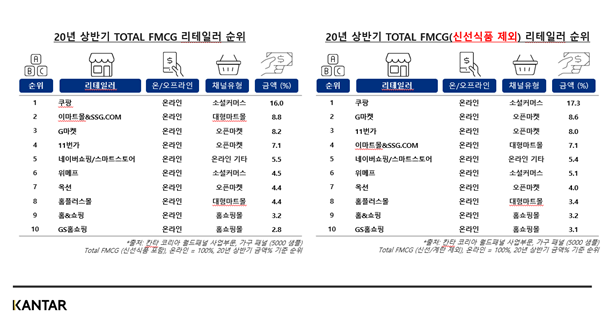 20년 상반기 TOTAL FMCG 리테일러 순위
A
B C
순위 리테일러 온/오프라인 채널유형 금액 (%)
1 쿠팡 온라인 소셜커머스 16.0
2 이마트몰&SSG.COM 온라인 대형마트몰 8.8
3 G마켓 온라인 오픈마켓 8.2
4 11번가 온라인 오픈마켓 7.1
5 네이버쇼핑/스마트스토어 온라인 온라인 기타 5.5
6 위메프 온라인 소셜커머스 4.5
7 옥션 온라인 오픈마켓 4.4
8 홈플러스몰 온라인 대형마트몰 4.4
9 홈&쇼핑 온라인 홈쇼핑몰 3.2
10 GS홈쇼핑 온라인 홈쇼핑몰 2.8
*출처: 칸타 코리아 월드패널 사업부문, 가구 패널 (5000 샘플)
Total FMCG (신선식품 포함), 온라인 = 100%, 20년 상반기 금액% 기준 순위
20년 상반기 TOTAL FMCG(신선식품 제외) 리테일러 순위
A
B C
순위 리테일러 온/오프라인 채널유형 금액 (%)
1 쿠팡 온라인 소셜커머스 17.3
2 G마켓 온라인 오픈마켓 8.6
3 11번가 온라인 오픈마켓 8.0
4 이마트몰&SSG.COM 온라인 대형마트몰 7.1
5 네이버쇼핑/스마트스토어 온라인 온라인 기타 5.4
6 위메프 온라인 소셜커머스 5.1
7 옥션 온라인 오픈마켓 4.0
8 홈플러스몰 온라인 대형마트몰 3.4
9 홈&쇼핑 온라인 홈쇼핑몰 3.2
10 GS홈쇼핑 온라인 홈쇼핑몰 3.1
*출처: 칸타 코리아 월드패널 사업부문, 가구 패널 (5000 샘플)
Total FMCG (신선/계란 제외), 온라인 = 100%, 20년 상반기 금액% 기준 순위
KANTAR